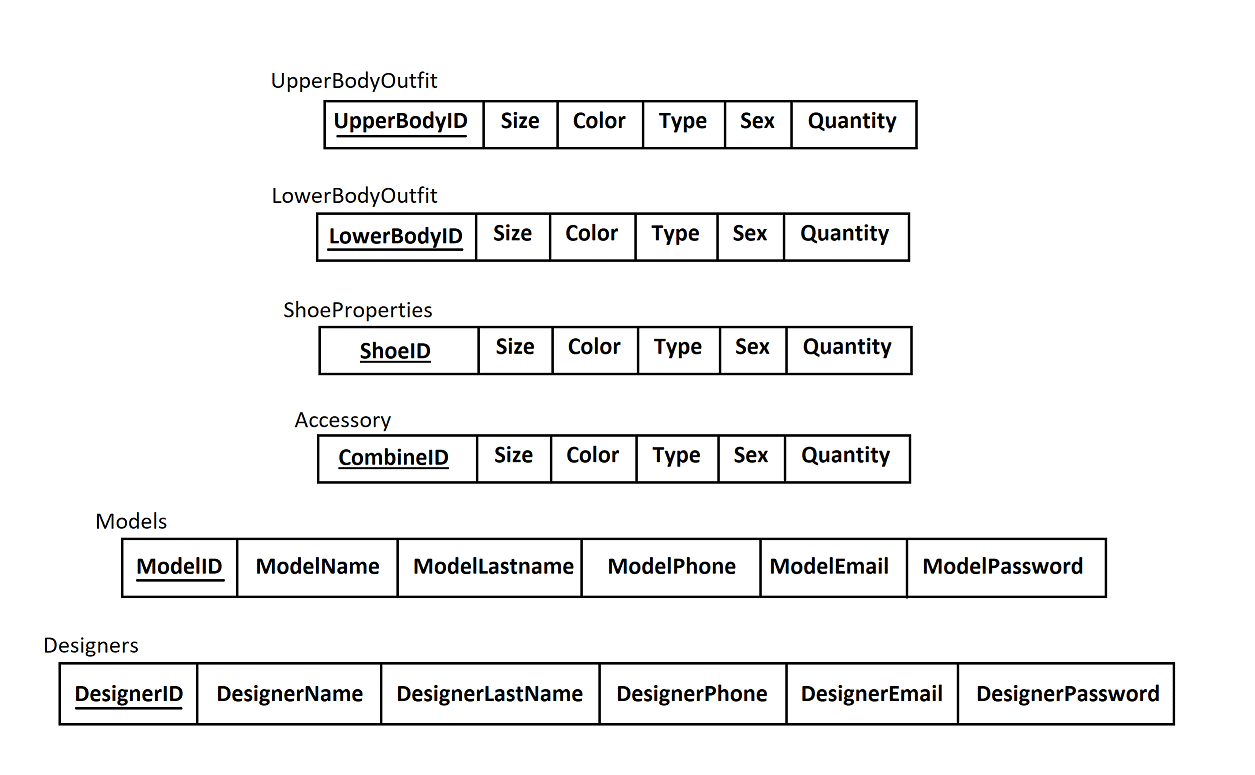 UpperBodyOutfit
UpperBodyID Size Color Type Sex Quantity
LowerBodyOutfit
LowerBodyID Size Color Type Sex Quantity
ShoeProperties
ShoeID Size Color Type Sex Quantity
Accessory
CombineID Size Color Type Sex Quantity
Models
ModelID ModelName ModelLastname ModelPhone ModelEmail ModelPassword
Designers
DesignerID DesignerName DesignerLastName DesignerPhone DesignerEmail DesignerPassword